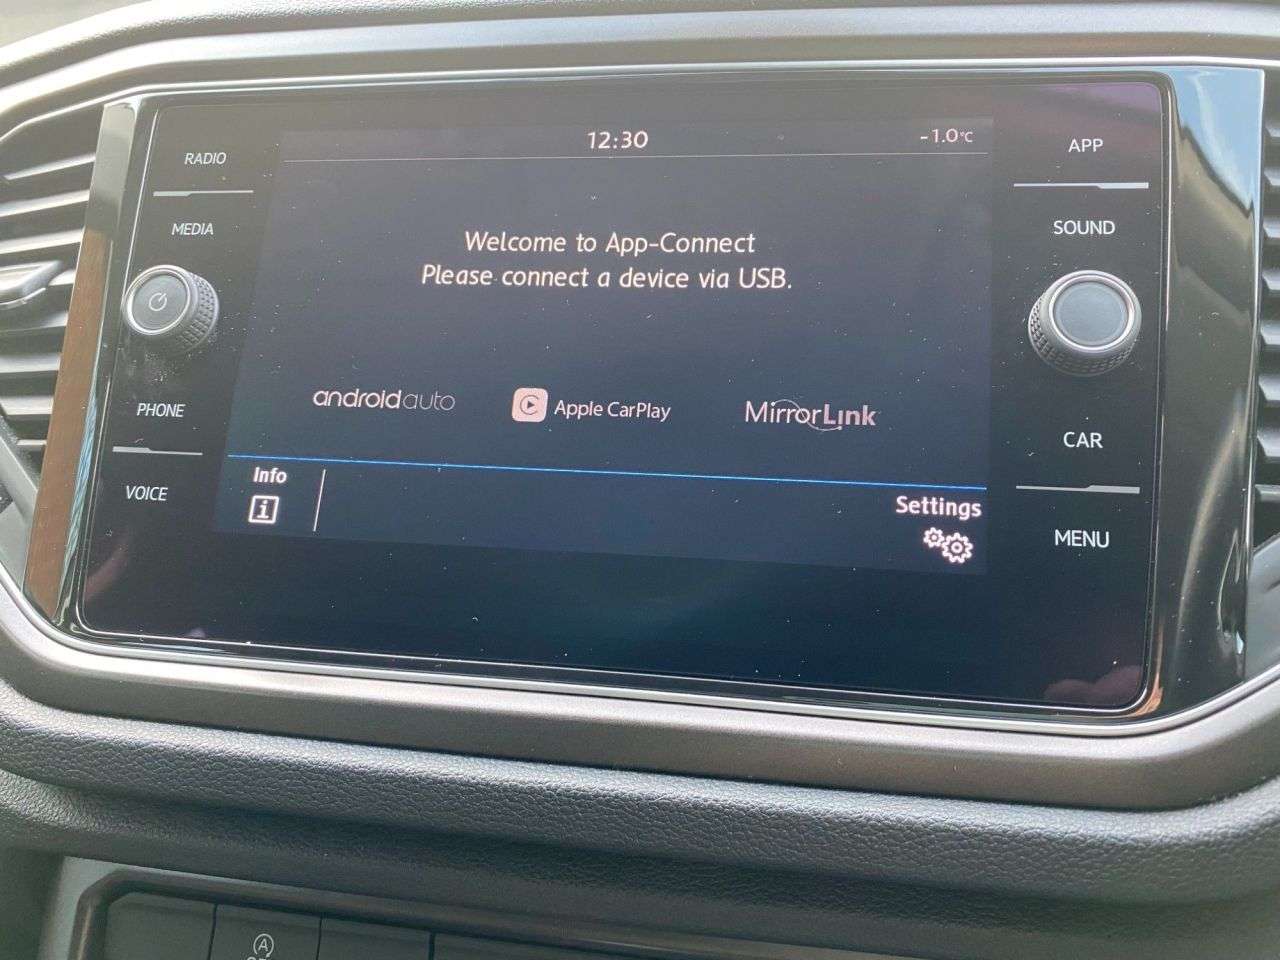 RADIO
MEDIA
PHONE
VOICE
12:30
-1.0°C
Welcome to App-Connect
Please connect a device via USB.
androidauto
Apple CarPlay
MirrorLink
Info
i
Settings
APP
SOUND
CAR
MENU
A